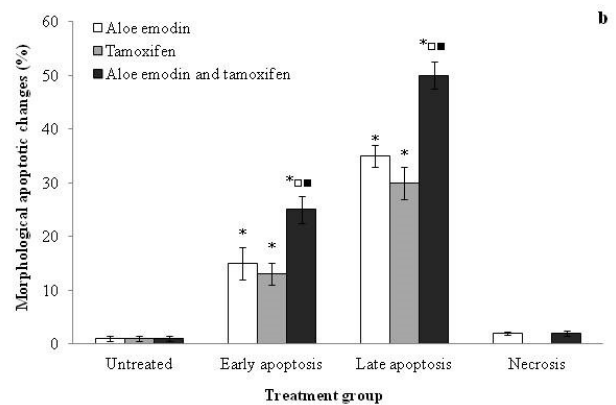 b
Aloe emodin
Tamoxifen
Aloe emodin and tamoxifen
Morphological apoptotic changes (%)
60
50
40
30
20
10
0
*□■
*
*
*□■
*
*
Untreated Early apoptosis Late apoptosis Necrosis
Treatment group